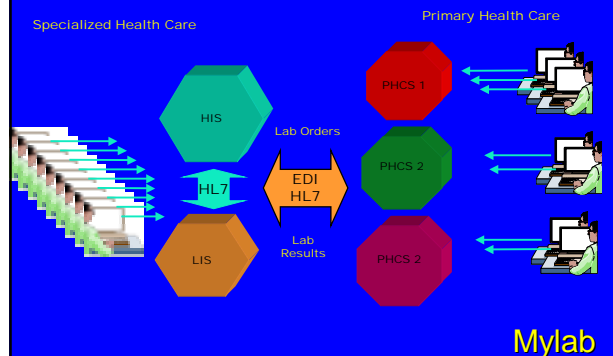 Specialized Health Care
Primary Health Care
PHCS 1
HIS
Lab Orders
PHCS 2
EDI
HL7
HL7
Lab
Results
LIS
PHCS 2
Mylab